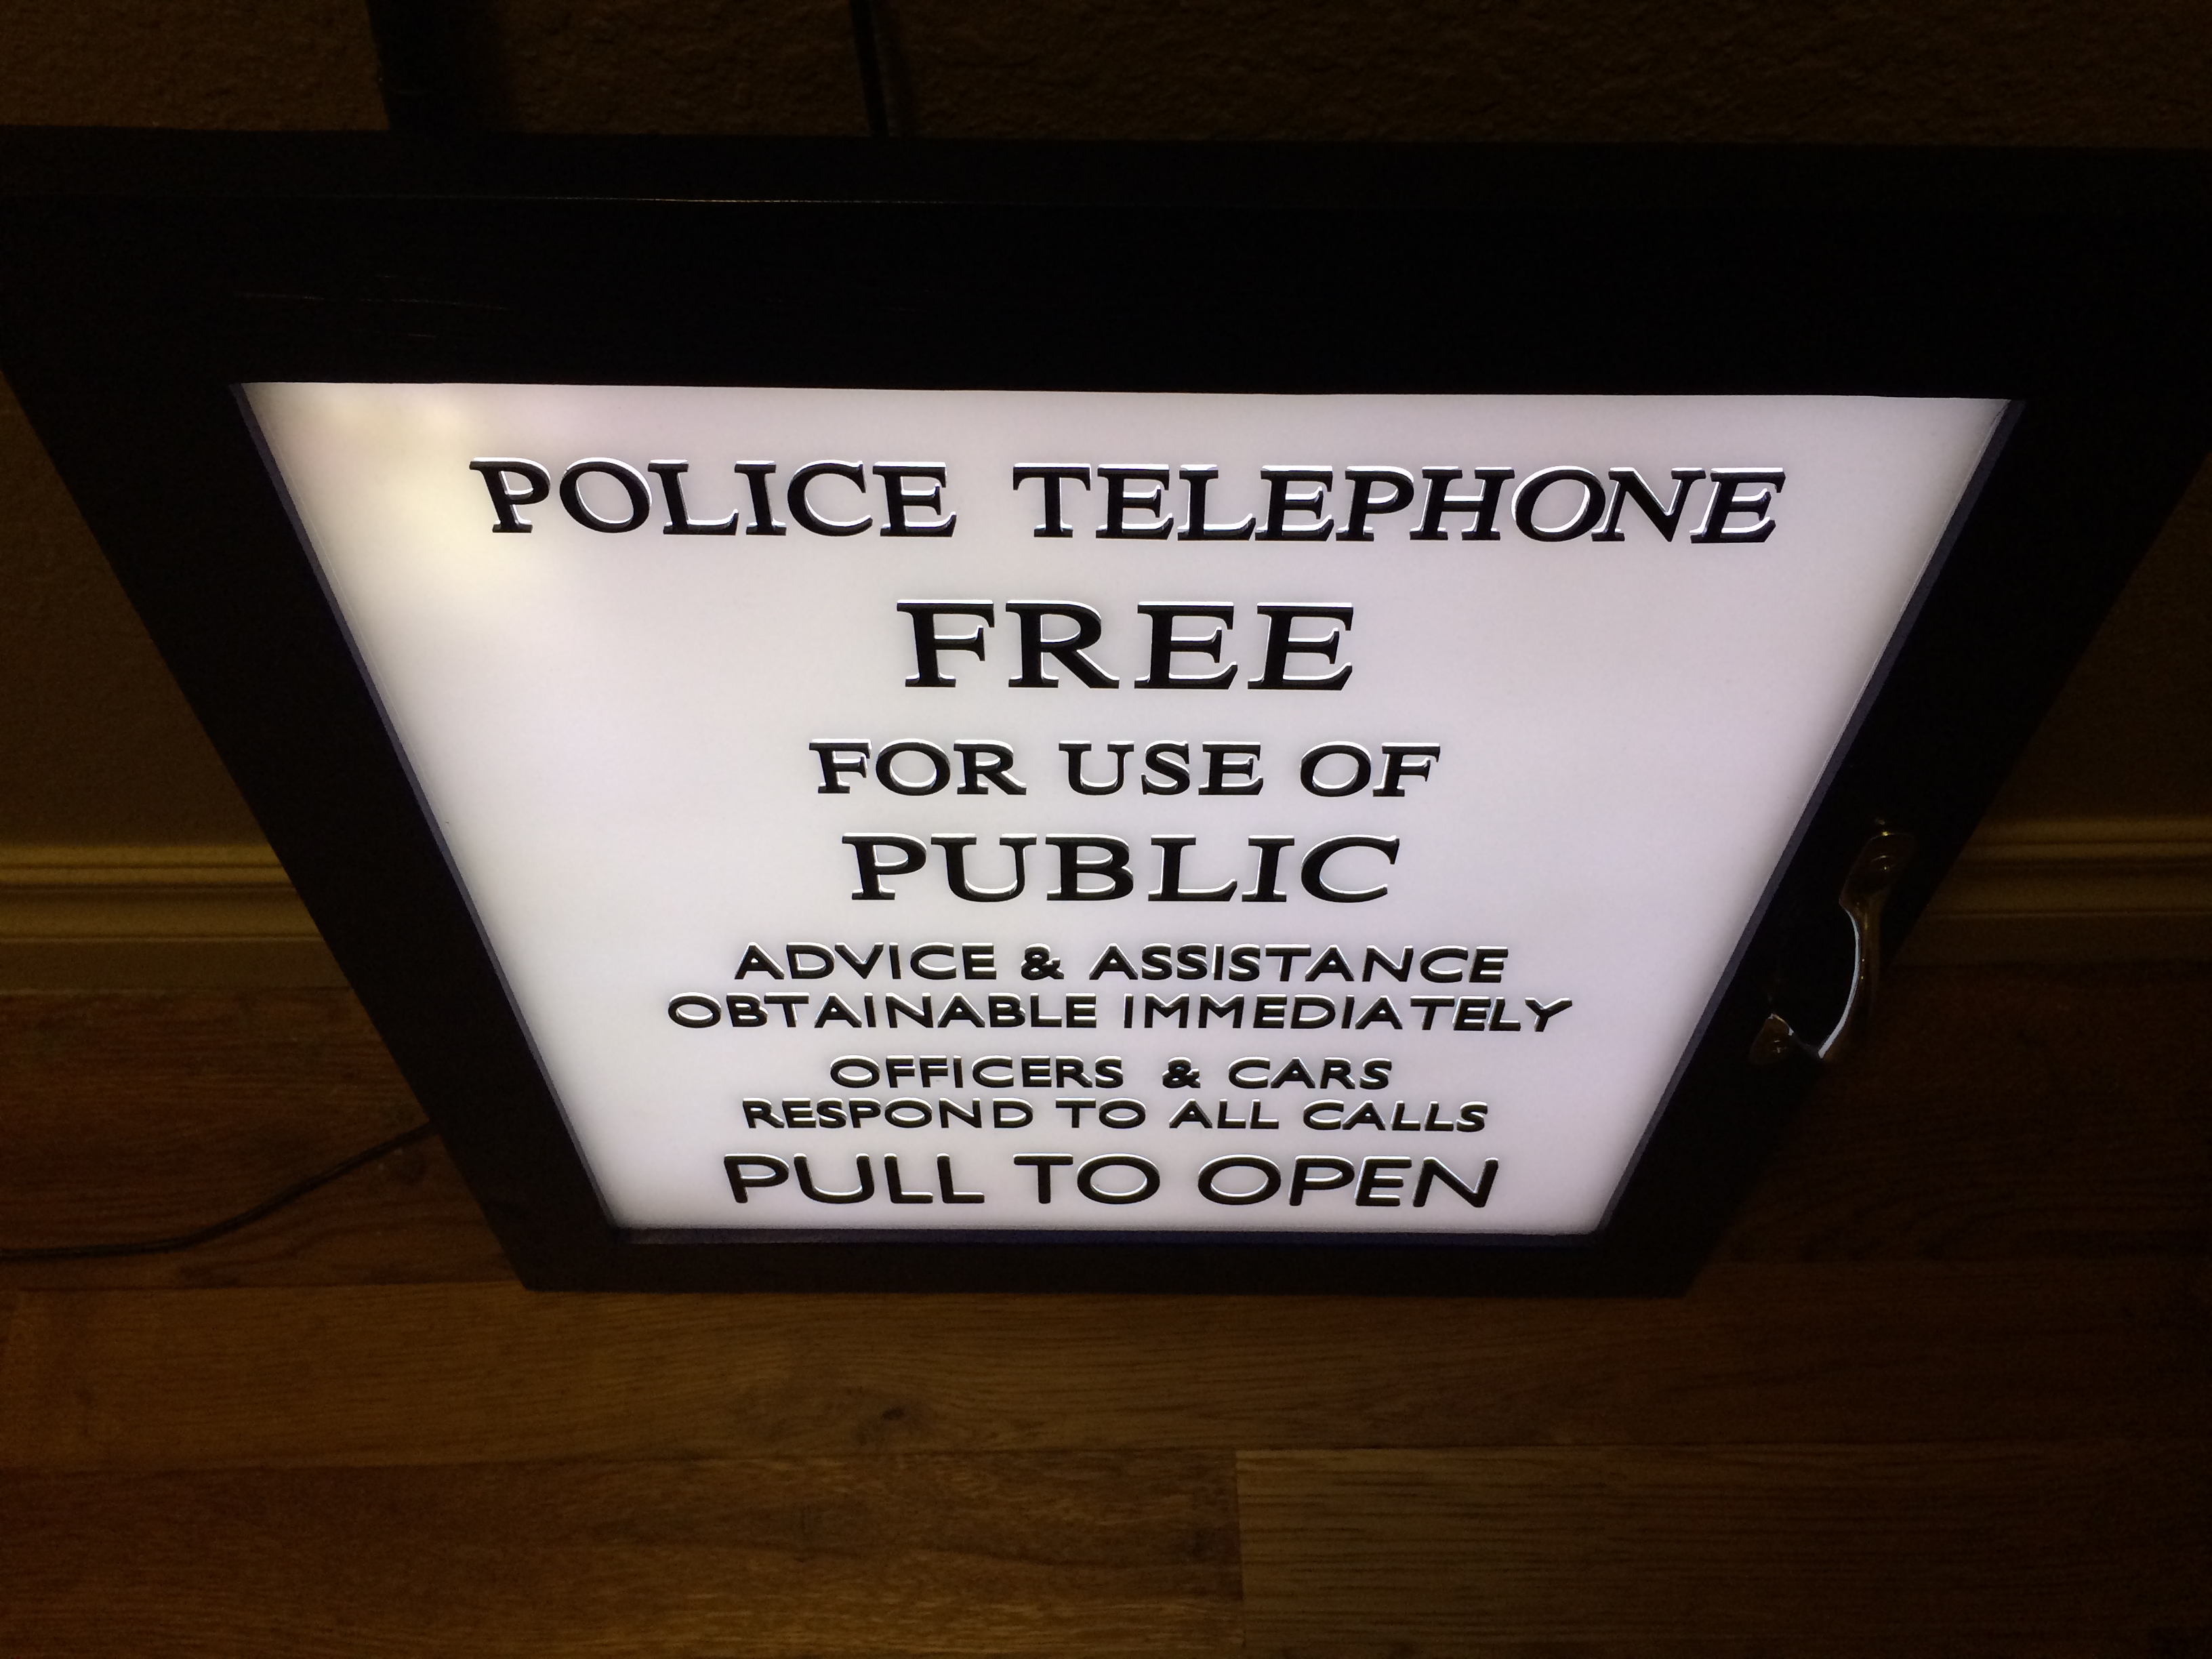 POLICE TELEPHONE
FREE
FOR USE OF
PUBLIC
ADVICE & ASSISTANCE
OBTAINABLE IMMEDIATELY
OFFICERS & CARS
RESPOND TO ALL CALLS
PULL TO OPEN